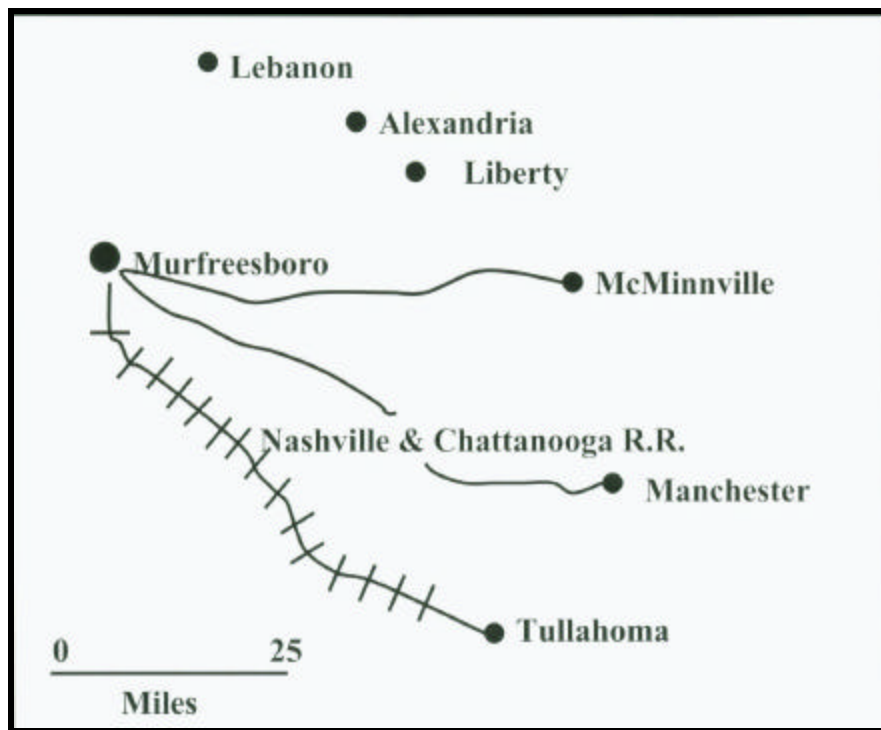 Lebanon
Alexandria
Liberty
Murfreesboro
McMinnville
Nashville & Chattanooga R.R.
Manchester
Tullahoma
0 25
Miles